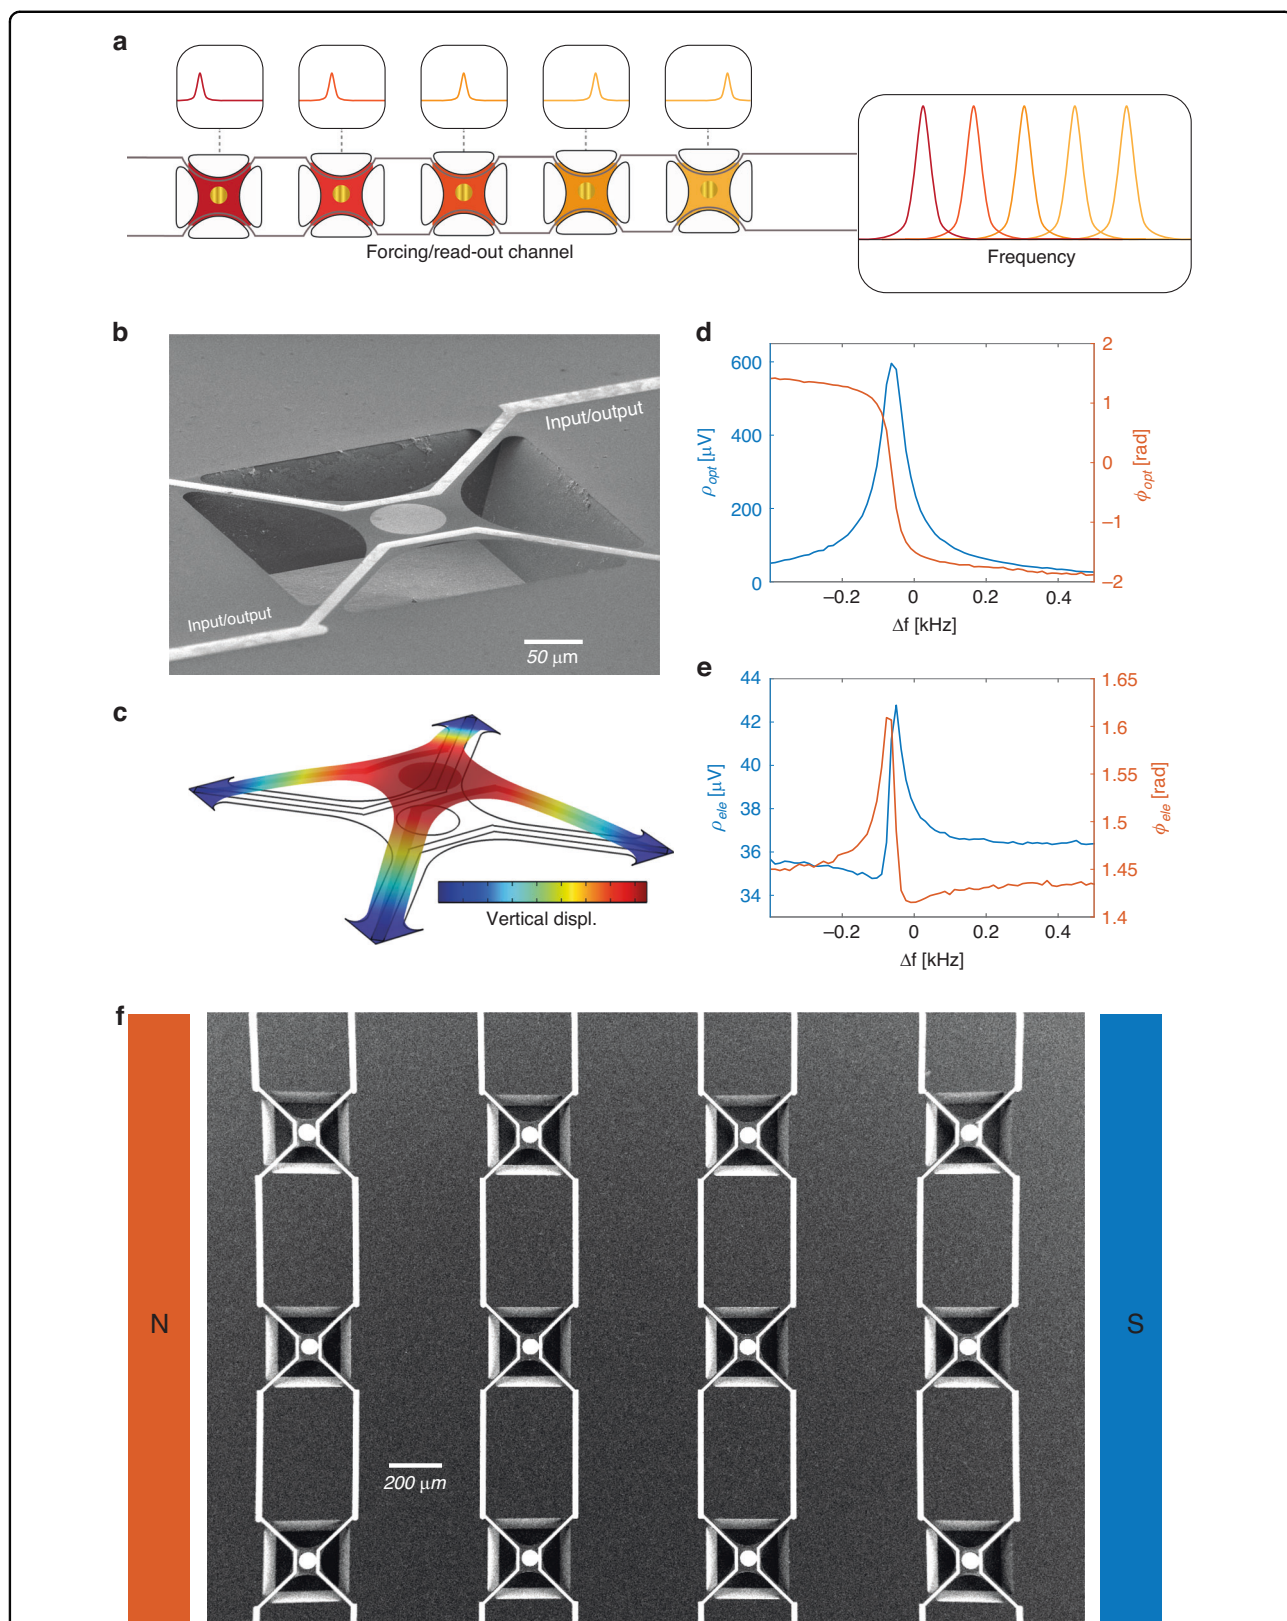 a
Forcing/read-out channel
Frequency
b
Input/output
Input/output
50 μm
c
Vertical displ.
d
600
400
200
0
ρopt [μV]
2
1
0
−1
−2
ϕopt [rad]
−0.2
0
0.2
0.4
Δf [kHz]
e
44
42
40
38
36
34
ρele [μV]
1.65
1.6
1.55
1.5
1.45
1.4
ϕele [rad]
−0.2
0
0.2
0.4
Δf [kHz]
f
N
S
200 μm